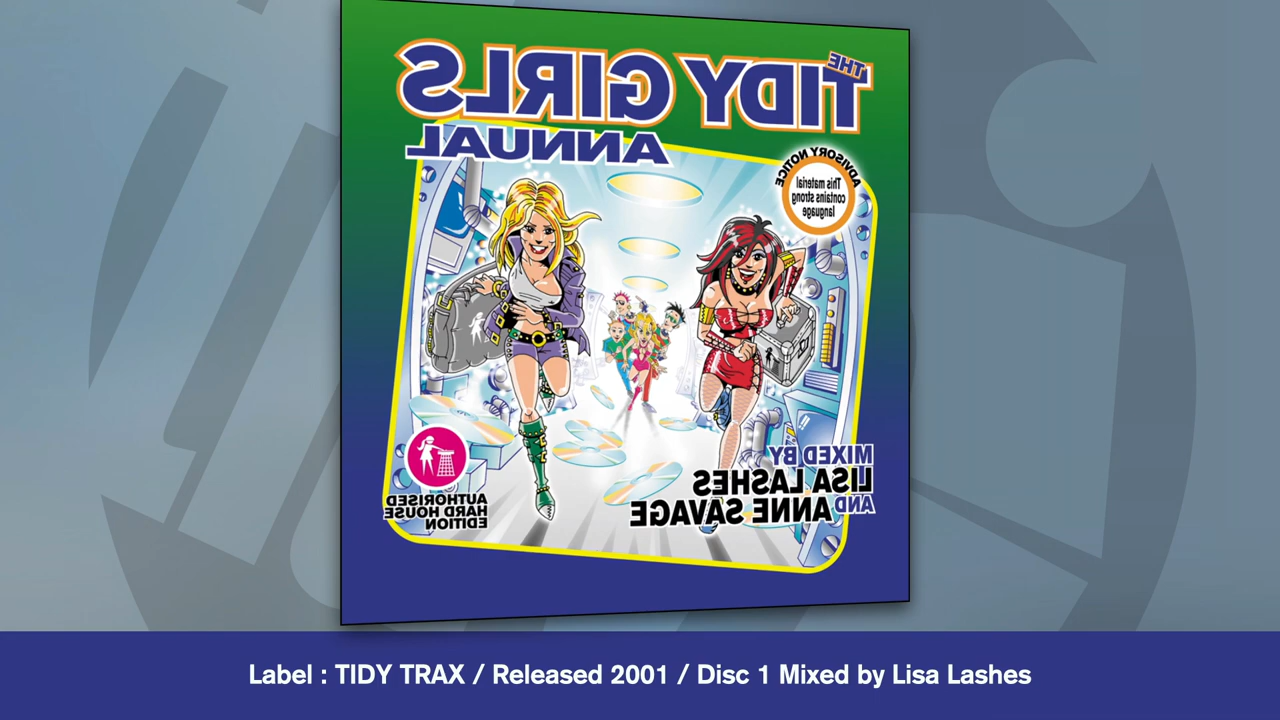 THE
TIDY GIRLS
ANNUAL
ADVISORY NOTICE
This material
contains strong
language
MIXED BY
LISA LASHES
AND ANNE SAVAGE
AUTHORISED
HARD HOUSE
EDITION
Label : TIDY TRAX / Released 2001 / Disc 1 Mixed by Lisa Lashes